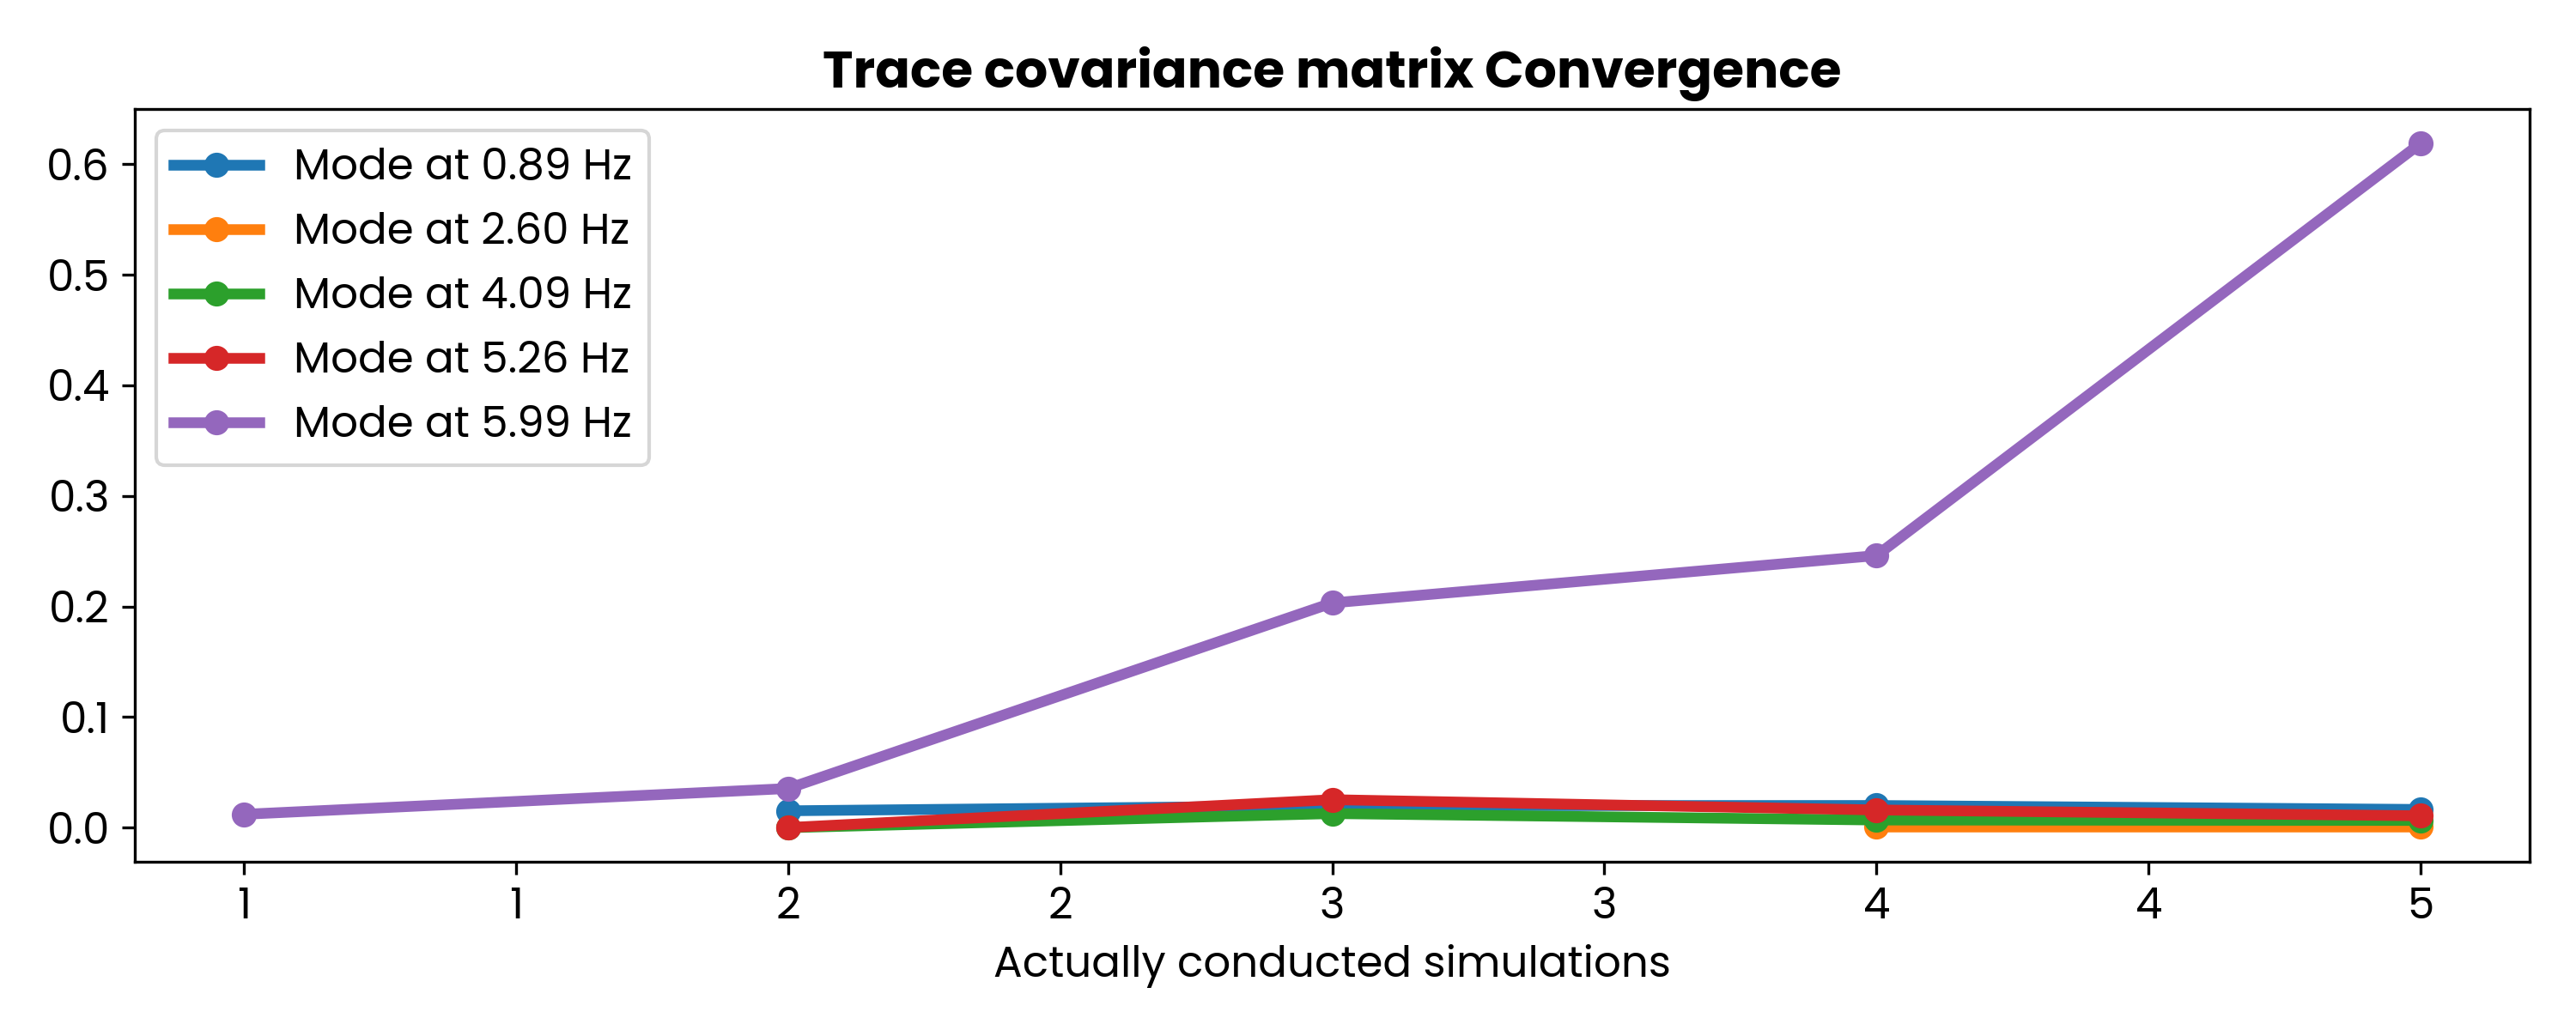 Trace covariance matrix Convergence
Mode at 0.89 Hz
Mode at 2.60 Hz
Mode at 4.09 Hz
Mode at 5.26 Hz
Mode at 5.99 Hz
0.6
0.5
0.4
0.3
0.2
0.1
0.0
1 1 2 2 3 3 4 4 5
Actually conducted simulations